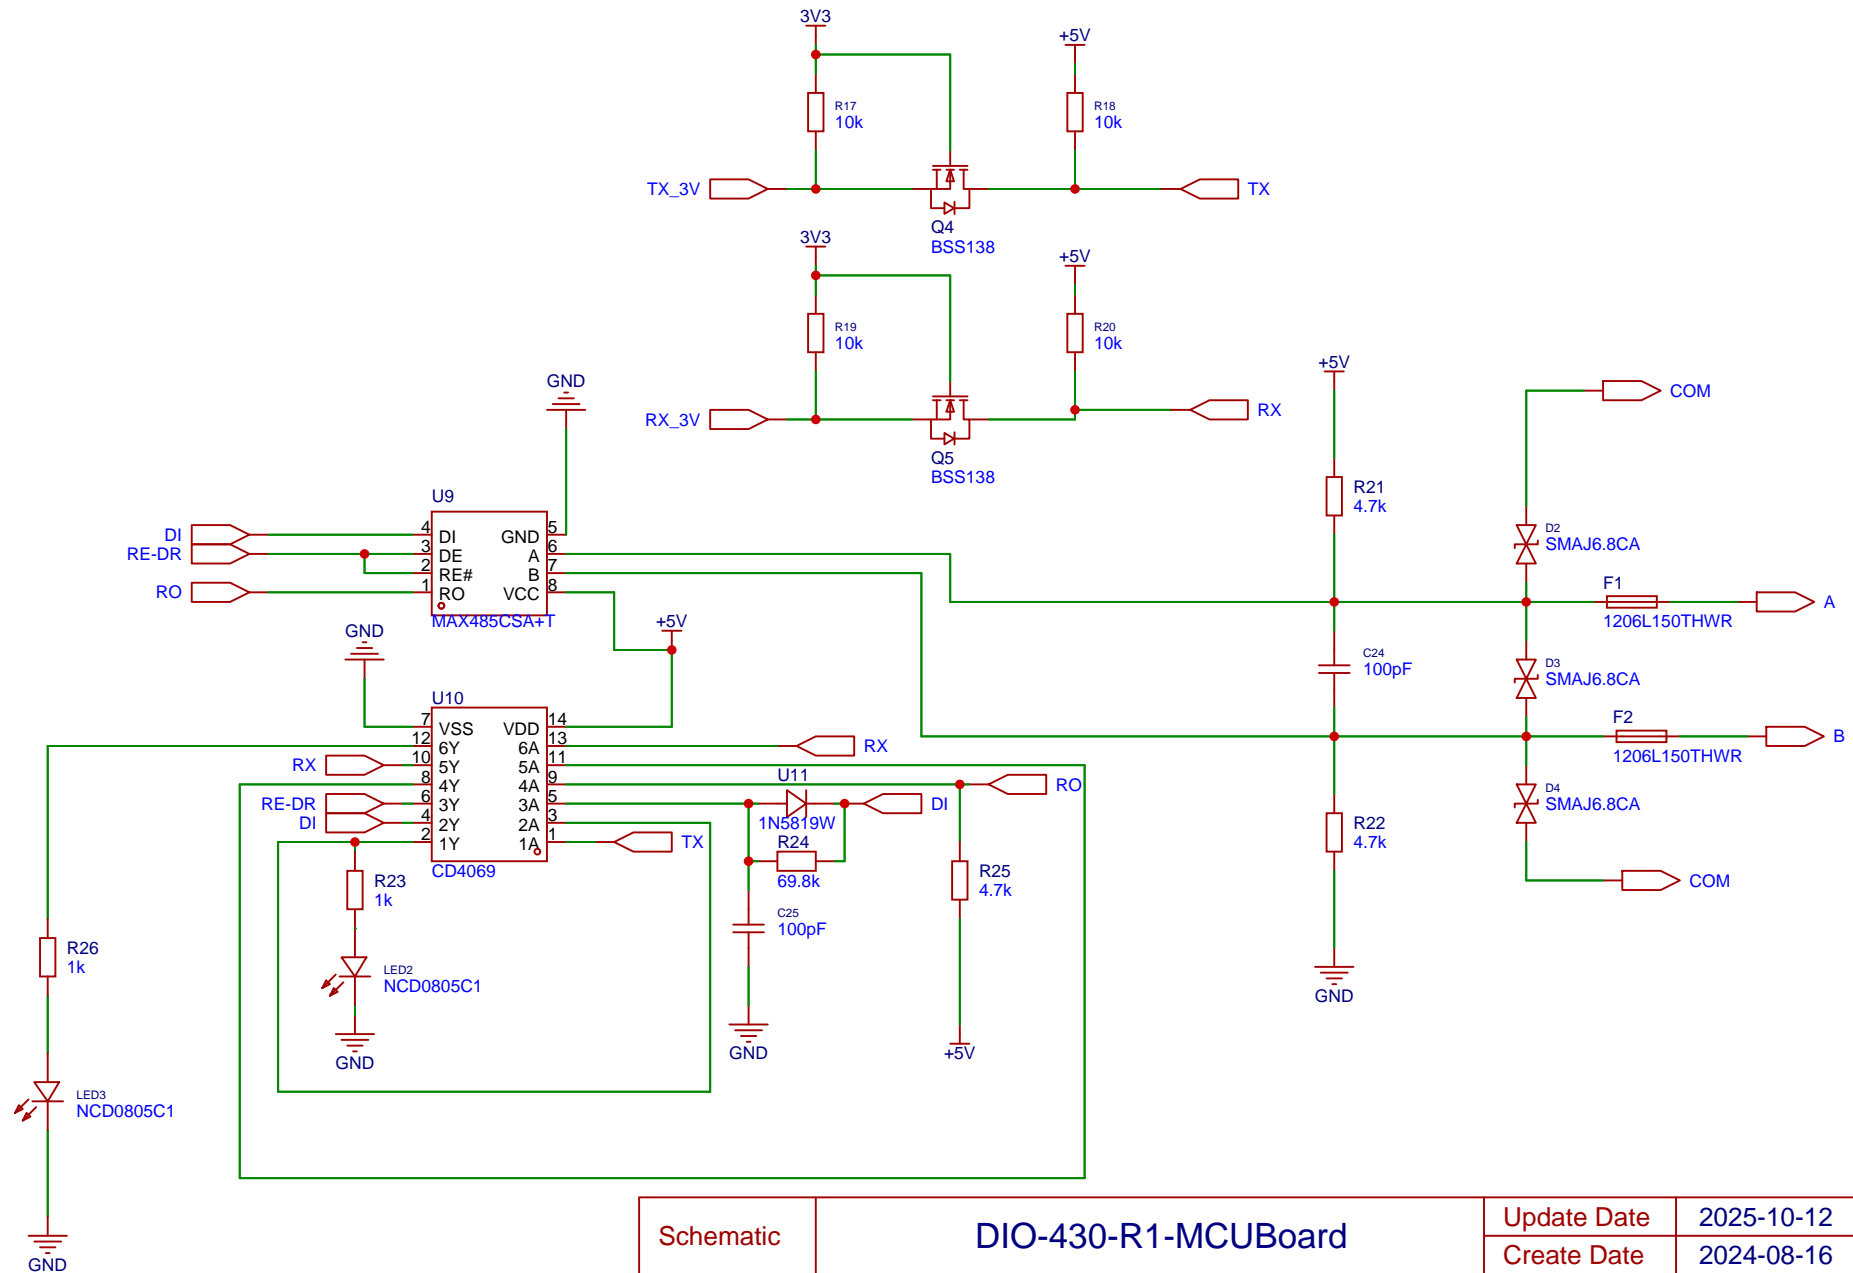 3V3
+5V
R17
10k
R18
10k
TX_3V
TX
Q4
BSS138
3V3
+5V
R19
10k
R20
10k
RX_3V
RX
Q5
BSS138
GND
+5V
COM
R21
4.7k
D2
SMAJ6.8CA
U9
DI
4
DI
GND
5
RE-DR
3
DE
A
6
2
RE#
B
7
RO
1
RO
VCC
8
MAX485CSA+T
F1
A
1206L150THWR
GND
+5V
C24
100pF
D3
SMAJ6.8CA
U10
7
VSS
VDD
14
12
6Y
6A
13
RX
RX
10
5Y
5A
11
8
4Y
4A
9
RO
RE-DR
6
3Y
3A
5
DI
DI
4
2Y
2A
3
2
1Y
1A
1
TX
CD4069
U11
1N5819W
R24
69.8k
F2
B
1206L150THWR
D4
SMAJ6.8CA
R22
4.7k
COM
R23
1k
R25
4.7k
C25
100pF
R26
1k
LED2
NCD0805C1
GND
GND
GND
+5V
LED3
NCD0805C1
GND
Schematic
DIO-430-R1-MCUBoard
Update Date
2025-10-12
Create Date
2024-08-16